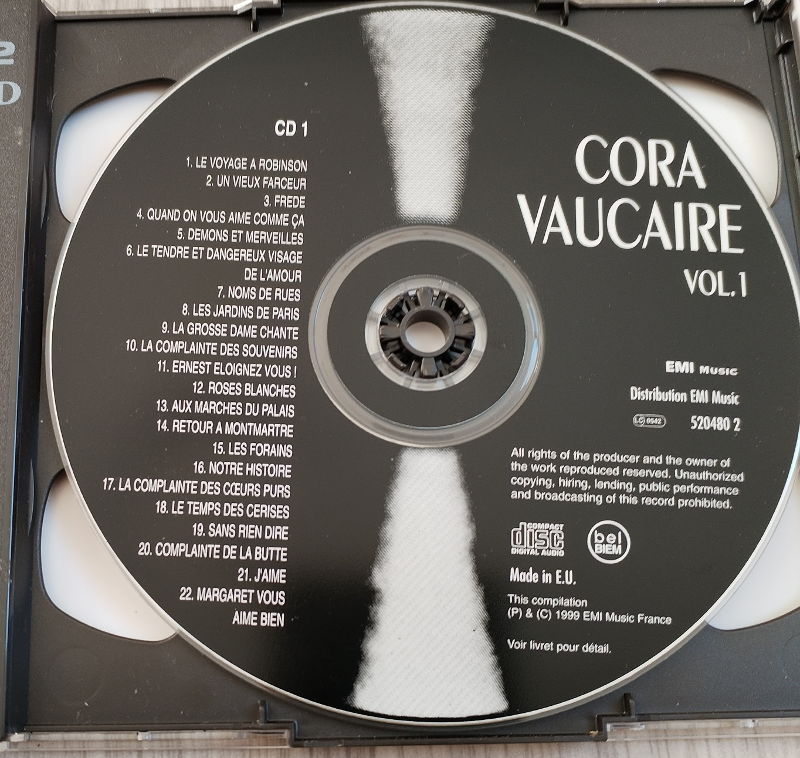 2
D
CD 1
1. LE VOYAGE A ROBINSON
2. UN VIEUX FARCEUR
3. FREDE
4. QUAND ON VOUS AIME COMME ÇA
5. DEMONS ET MERVEILLES
6. LE TENDRE ET DANGEREUX VISAGE
DE L'AMOUR
7. NOMS DE RUES
8. LES JARDINS DE PARIS
9. LA GROSSE DAME CHANTE
10. LA COMPLAINTE DES SOUVENIRS
11. ERNEST ELOIGNEZ VOUS !
12. ROSES BLANCHES
13. AUX MARCHES DU PALAIS
14. RETOUR A MONTMARTRE
15. LES FORAINS
16. NOTRE HISTOIRE
17. LA COMPLAINTE DES CŒURS PURS
18. LE TEMPS DES CERISES
19. SANS RIEN DIRE
20. COMPLAINTE DE LA BUTTE
21. J'AIME
22. MARGARET VOUS
AIME BIEN
CORA
VAUCAIRE
VOL.1
EMI MUSIC
Distribution EMI Music
LC 0542 520480 2
All rights of the producer and the owner of
the work reproduced reserved. Unauthorized
copying, hiring, lending, public performance
and broadcasting of this record prohibited.
COMPACT
disc
DIGITAL AUDIO
bel
BIEM
Made in E.U.
This compilation
(P) & (C) 1999 EMI Music France
Voir livret pour détail.